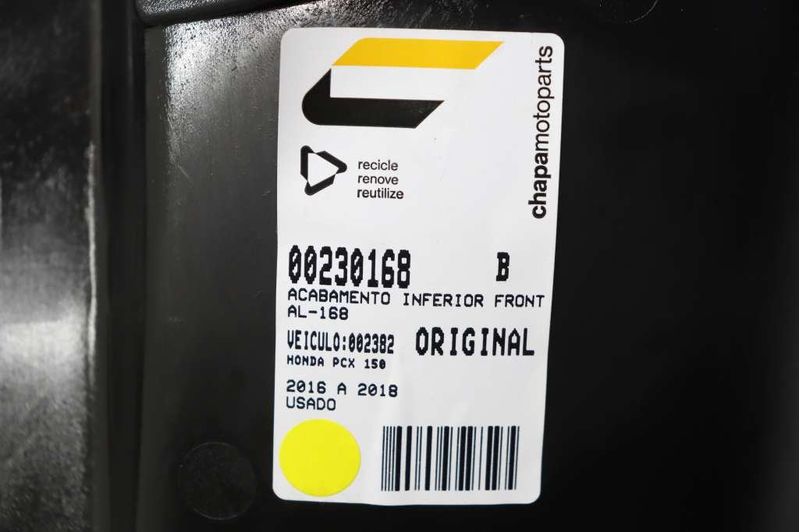 chapamotoparts
recicle
renove
reutilize
00230168 B
ACABAMENTO INFERIOR FRONT
AL-168
VEICULO:002382 ORIGINAL
HONDA PCX 150
2016 A 2018
USADO